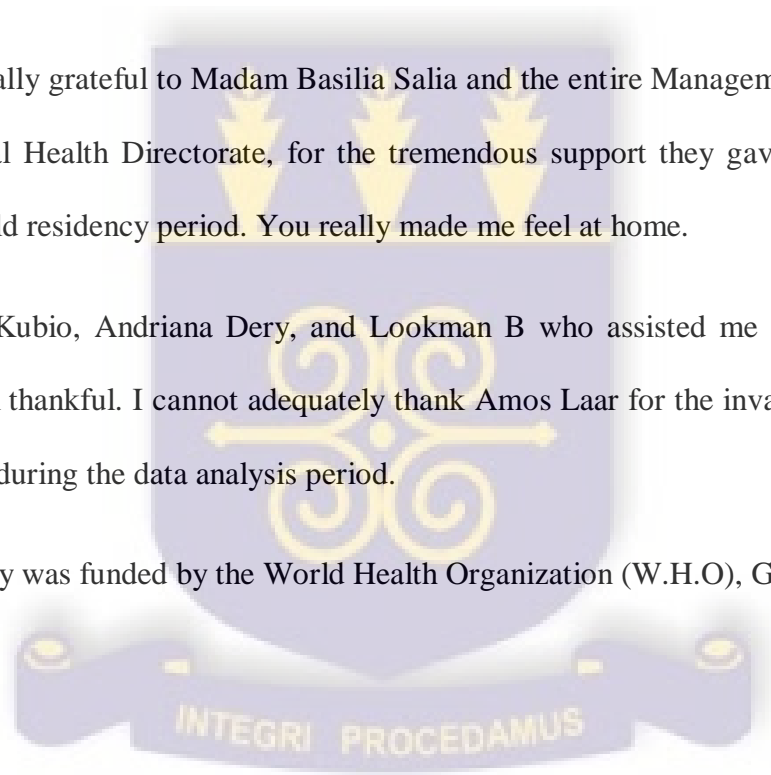 ally grateful to Madam Basilia Salia and the entire Managem
l Health Directorate, for the tremendous support they gav
ld residency period. You really made me feel at home.
Kubio, Andriana Dery, and Lookman B who assisted me
thankful. I cannot adequately thank Amos Laar for the inva
during the data analysis period.
y was funded by the World Health Organization (W.H.O), G
INTEGRI PROCEDAMUS